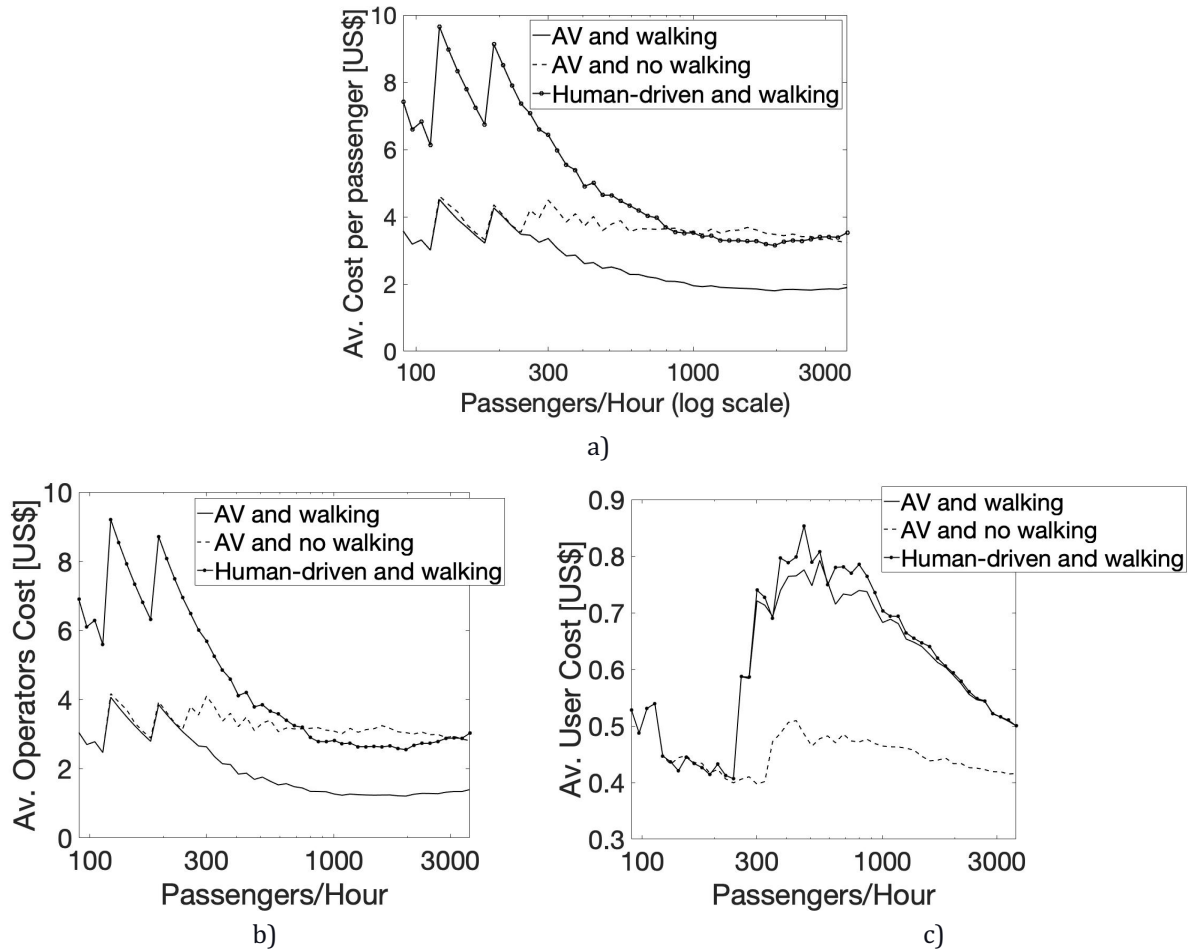 Av. Cost per passenger [US$]
10
8
6
4
2
0
AV and walking
AV and no walking
Human-driven and walking
100
300
1000
3000
Passengers/Hour (log scale)
a)
Av. Operators Cost [US$]
10
8
6
4
2
0
AV and walking
AV and no walking
Human-driven and walking
100
300
1000
3000
Passengers/Hour
b)
Av. User Cost [US$]
0.9
0.8
0.7
0.6
0.5
0.4
0.3
AV and walking
AV and no walking
Human-driven and walking
100
300
1000
3000
Passengers/Hour
c)